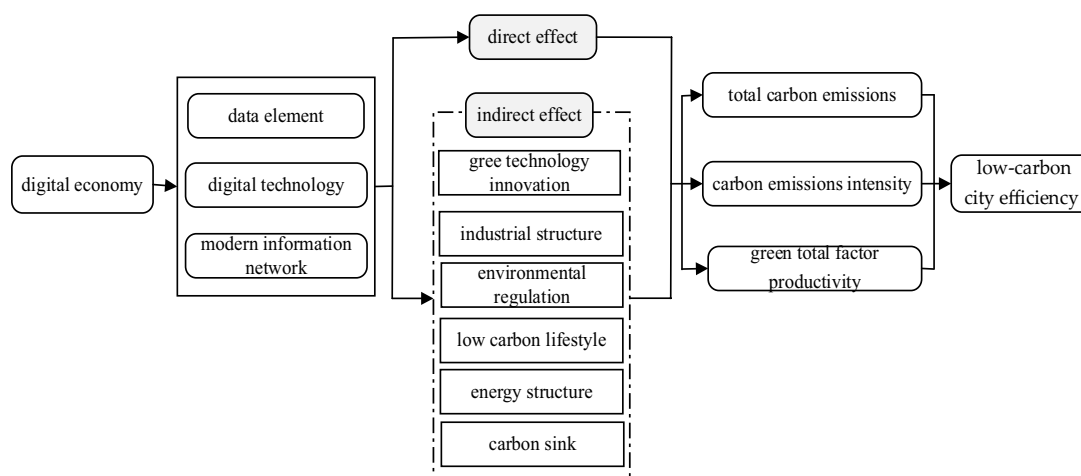 digital economy
data element
digital technology
modern information
network
direct effect
indirect effect
gree technology
innovation
industrial structure
environmental
regulation
low carbon lifestyle
energy structure
carbon sink
total carbon emissions
carbon emissions intensity
green total factor
productivity
low-carbon
city efficiency